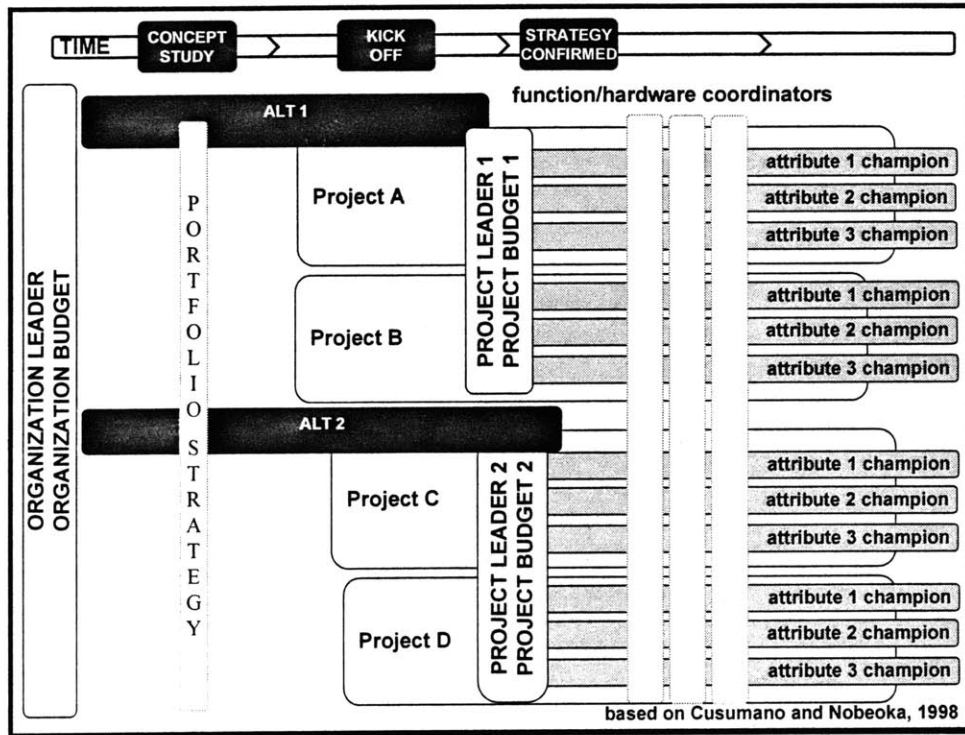 TIME
CONCEPT
STUDY
KICK
OFF
STRATEGY
CONFIRMED
ORGANIZATION LEADER
ORGANIZATION BUDGET
PORTFOLIO STRATEGY
ALT 1
function/hardware coordinators
Project A
PROJECT LEADER 1
PROJECT BUDGET 1
attribute 1 champion
attribute 2 champion
attribute 3 champion
Project B
attribute 1 champion
attribute 2 champion
attribute 3 champion
ALT 2
Project C
PROJECT LEADER 2
PROJECT BUDGET 2
attribute 1 champion
attribute 2 champion
attribute 3 champion
Project D
attribute 1 champion
attribute 2 champion
attribute 3 champion
based on Cusumano and Nobeoka, 1998